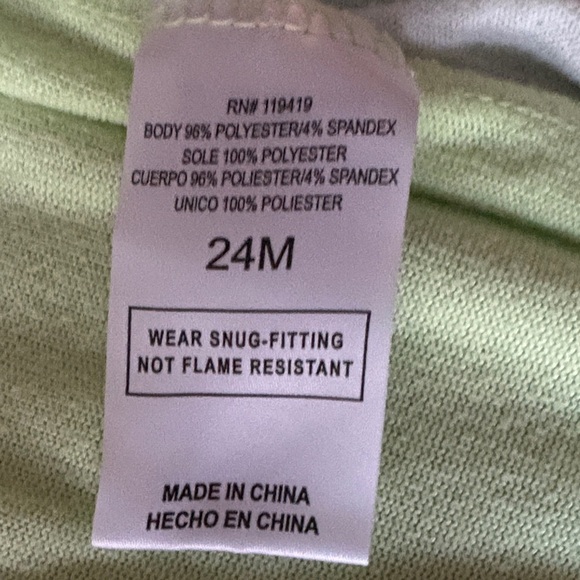 RN# 119419
BODY 96% POLYESTER/4% SPANDEX
SOLE 100% POLYESTER
CUERPO 96% POLIESTER/4% SPANDEX
UNICO 100% POLIESTER
24M
WEAR SNUG-FITTING
NOT FLAME RESISTANT
MADE IN CHINA
HECHO EN CHINA